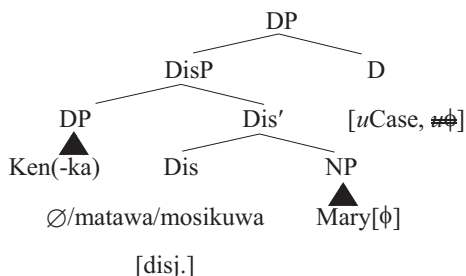 DP
DisP D
DP Dis′ [uCase, uϕ]
Ken(-ka) Dis NP
∅/matawa/mosikuwa Mary[ϕ]
[disj.]